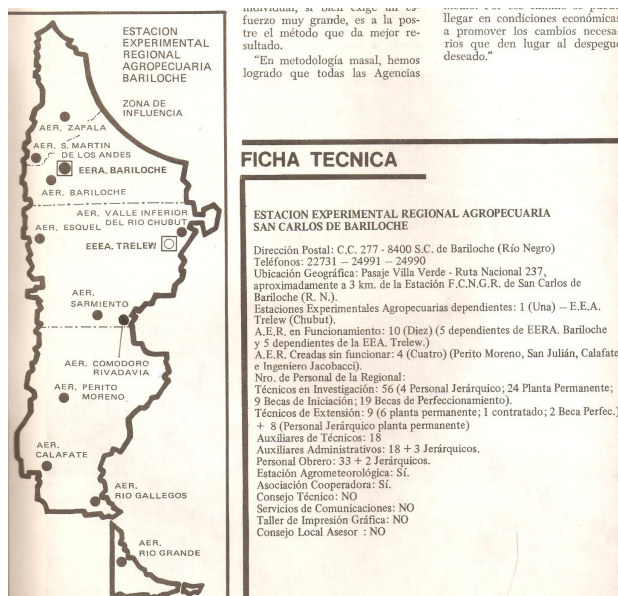 ESTACION
EXPERIMENTAL
REGIONAL
AGROPECUARIA
BARILOCHE
ZONA DE
INFLUENCIA
AER. ZAPALA
AER. S. MARTIN
DE LOS ANDES
EERA. BARILOCHE
AER. BARILOCHE
AER. VALLE INFERIOR
DEL RIO CHUBUT
AER. ESQUEL
EEEA. TRELEW
AER.
SARMIENTO
AER. COMODORO
RIVADAVIA
AER. PERITO
MORENO
AER.
CALAFATE
AER.
RIO GALLEGOS
AER.
RIO GRANDE
individual, si bien exige un es-
fuerzo muy grande, es a la pos-
tre el método que da mejor re-
sultado.
"En metodología masal, hemos
logrado que todas las Agencias
llegar en condiciones económicas
a promover los cambios necesa-
rios que den lugar al despegue
deseado."
FICHA TECNICA
ESTACION EXPERIMENTAL REGIONAL AGROPECUARIA
SAN CARLOS DE BARILOCHE
Dirección Postal: C.C. 277 - 8400 S.C. de Bariloche (Río Negro)
Teléfonos: 22731 - 24991 - 24990
Ubicación Geográfica: Pasaje Villa Verde - Ruta Nacional 237,
aproximadamente a 3 km. de la Estación F.C.N.G.R. de San Carlos de
Bariloche (R. N.).
Estaciones Experimentales Agropecuarias dependientes: 1 (Una) — E.E.A.
Trelew (Chubut).
A.E.R. en Funcionamiento: 10 (Diez) (5 dependientes de EERA. Bariloche
y 5 dependientes de la EEA. Trelew.)
A.E.R. Creadas sin funcionar: 4 (Cuatro) (Perito Moreno, San Julián, Calafate
e Ingeniero Jacobacci).
Nro. de Personal de la Regional:
Técnicos en Investigación: 56 (4 Personal Jerárquico; 24 Planta Permanente;
9 Becas de Iniciación; 19 Becas de Perfeccionamiento).
Técnicos de Extensión: 9 (6 planta permanente; 1 contratado; 2 Beca Perfec.)
+ 8 (Personal Jerárquico planta permanente)
Auxiliares de Técnicos: 18
Auxiliares Administrativos: 18 + 3 Jerárquicos.
Personal Obrero: 33 + 2 Jerárquicos.
Estación Agrometeorológica: Sí.
Asociación Cooperadora: Sí.
Consejo Técnico: NO
Servicios de Comunicaciones: NO
Taller de Impresión Gráfica: NO
Consejo Local Asesor : NO